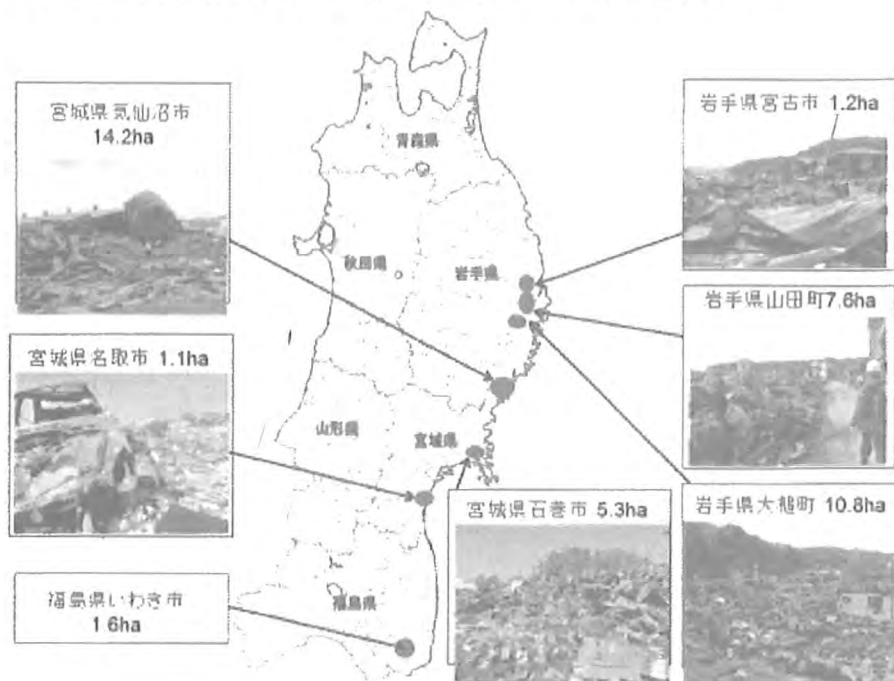 宮城県気仙沼市
14.2ha
岩手県宮古市 1.2ha
青森県
秋田県
岩手県
岩手県山田町7.6ha
宮城県名取市 1.1ha
山形県
宮城県
宮城県石巻市 5.3ha
岩手県大槌町 10.8ha
福島県いわき市
1.6ha
福島県